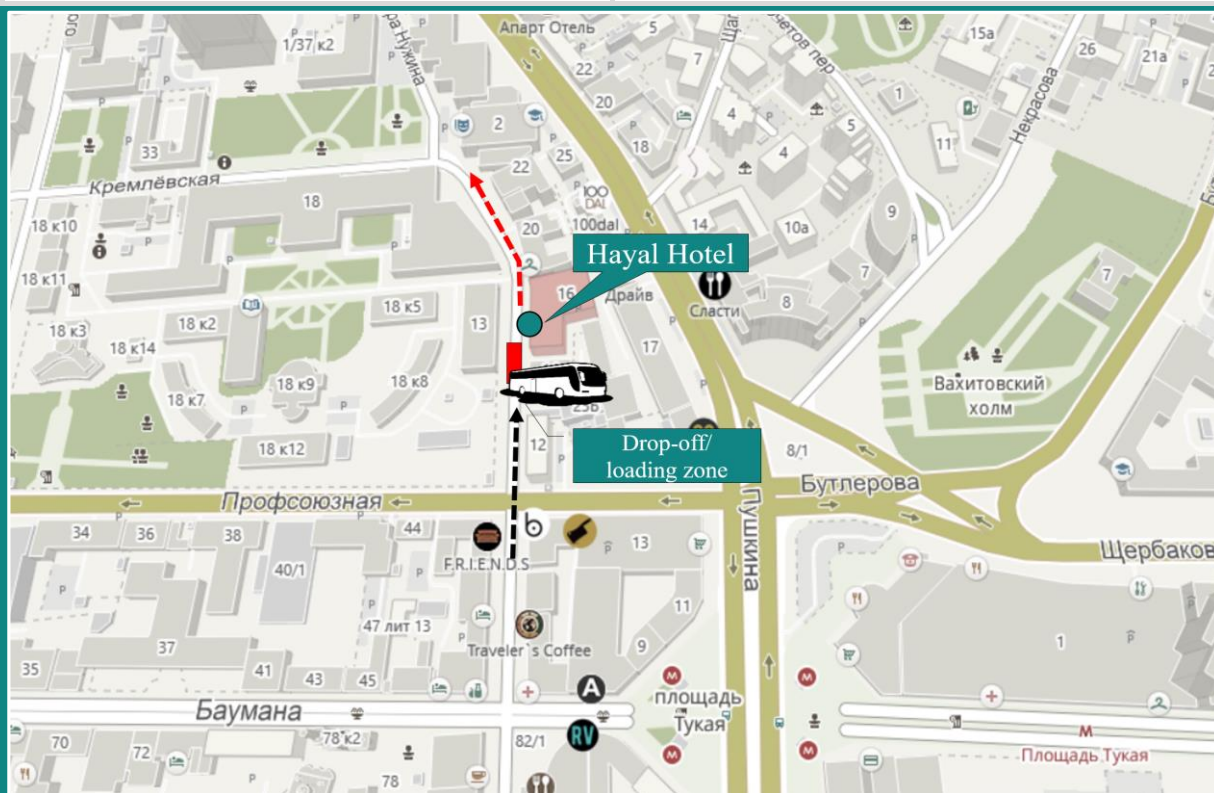 Апарт Отель
5
7
15а
26
21а
1/37 к2
ра Нужина
22
четов пер
20
1
Некрасова
2
4
5
33
18
11
22
25
4
Кремлёвская
18
100
DAL
100dal
14
9
18 к10
20
10а
Hayal Hotel
18 к11
16
Драйв
7
7
18 к5
Сласти
8
18 к3
18 к2
13
18 к14
17
18 к9
18 к8
Вахитовский
холм
18 к7
23Б
18 к12
12
Drop-off/
loading zone
8/1
Профсоюзная
Бутлерова
Пушкина
34
36
38
44
13
Щербаков
F.R.I.E.N.D.S
40/1
11
47 лит 13
37
9
1
Traveler`s Coffee
35
41
43
45
A
площадь
Тукая
Баумана
RV
70
72
78 к2
82/1
М
Площадь Тукая
78